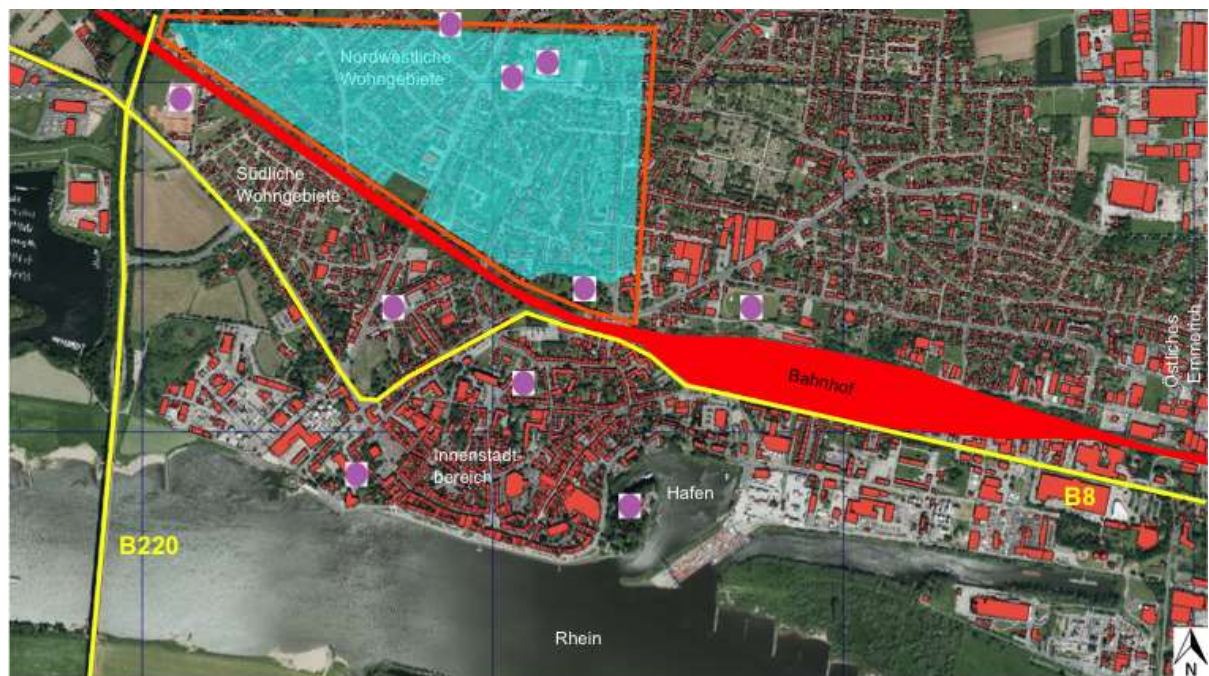 Nordwestliche
Wohngebiete
Südliche
Wohngebiete
Östliches
Emmerich
Bahnhof
Innenstadt-
bereich
Hafen
B8
B220
Rhein
N